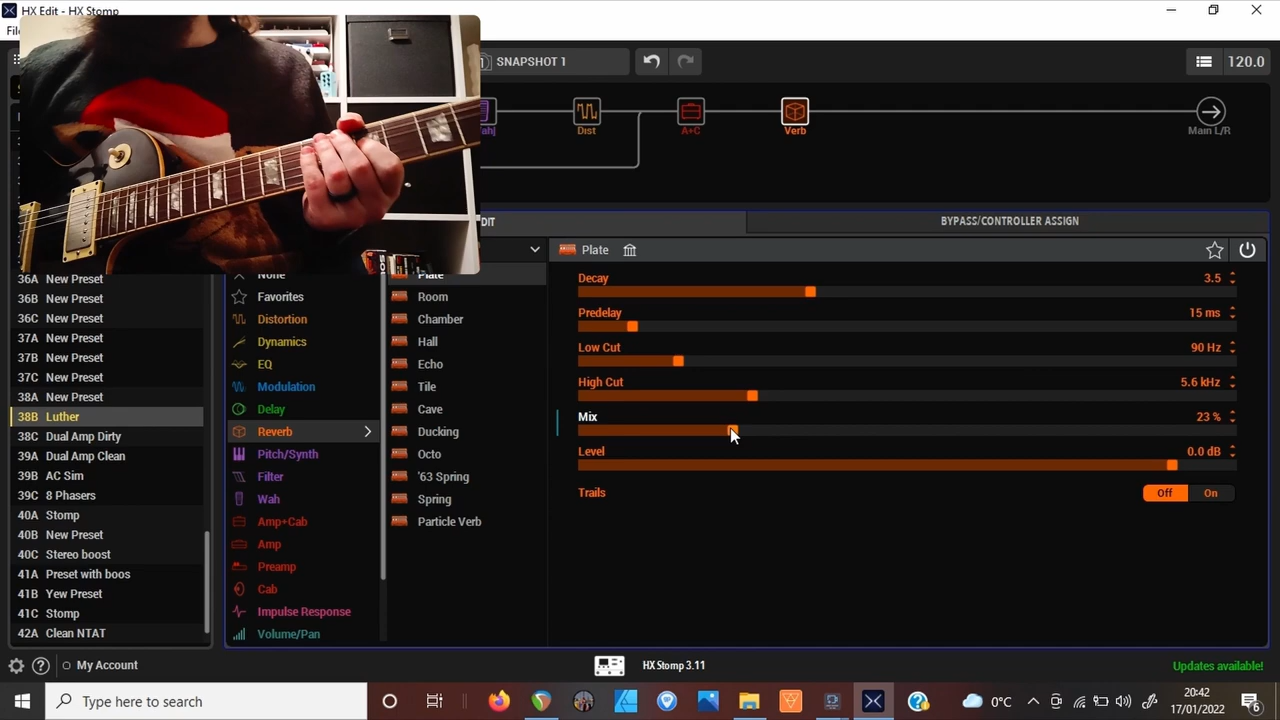 HX Edit - HX Stomp
SNAPSHOT 1
120.0
Dist
A+C
Verb
Main L/R
BYPASS/CONTROLLER ASSIGN
Plate
36A New Preset
36B New Preset
36C New Preset
37A New Preset
37B New Preset
37C New Preset
38A New Preset
38B Luther
38C Dual Amp Dirty
39A Dual Amp Clean
39B AC Sim
39C 8 Phasers
40A Stomp
40B New Preset
40C Stereo boost
41A Preset with boos
41B Yew Preset
41C Stomp
42A Clean NTAT
None
Favorites
Distortion
Dynamics
EQ
Modulation
Delay
Reverb
Pitch/Synth
Filter
Wah
Amp+Cab
Amp
Preamp
Cab
Impulse Response
Volume/Pan
Plate
Room
Chamber
Hall
Echo
Tile
Cave
Ducking
Octo
'63 Spring
Spring
Particle Verb
Decay 3.5
Predelay 15 ms
Low Cut 90 Hz
High Cut 5.6 kHz
Mix 23 %
Level 0.0 dB
Trails Off On
My Account
HX Stomp 3.11
Updates available!
Type here to search
0°C
20:42
17/01/2022
6